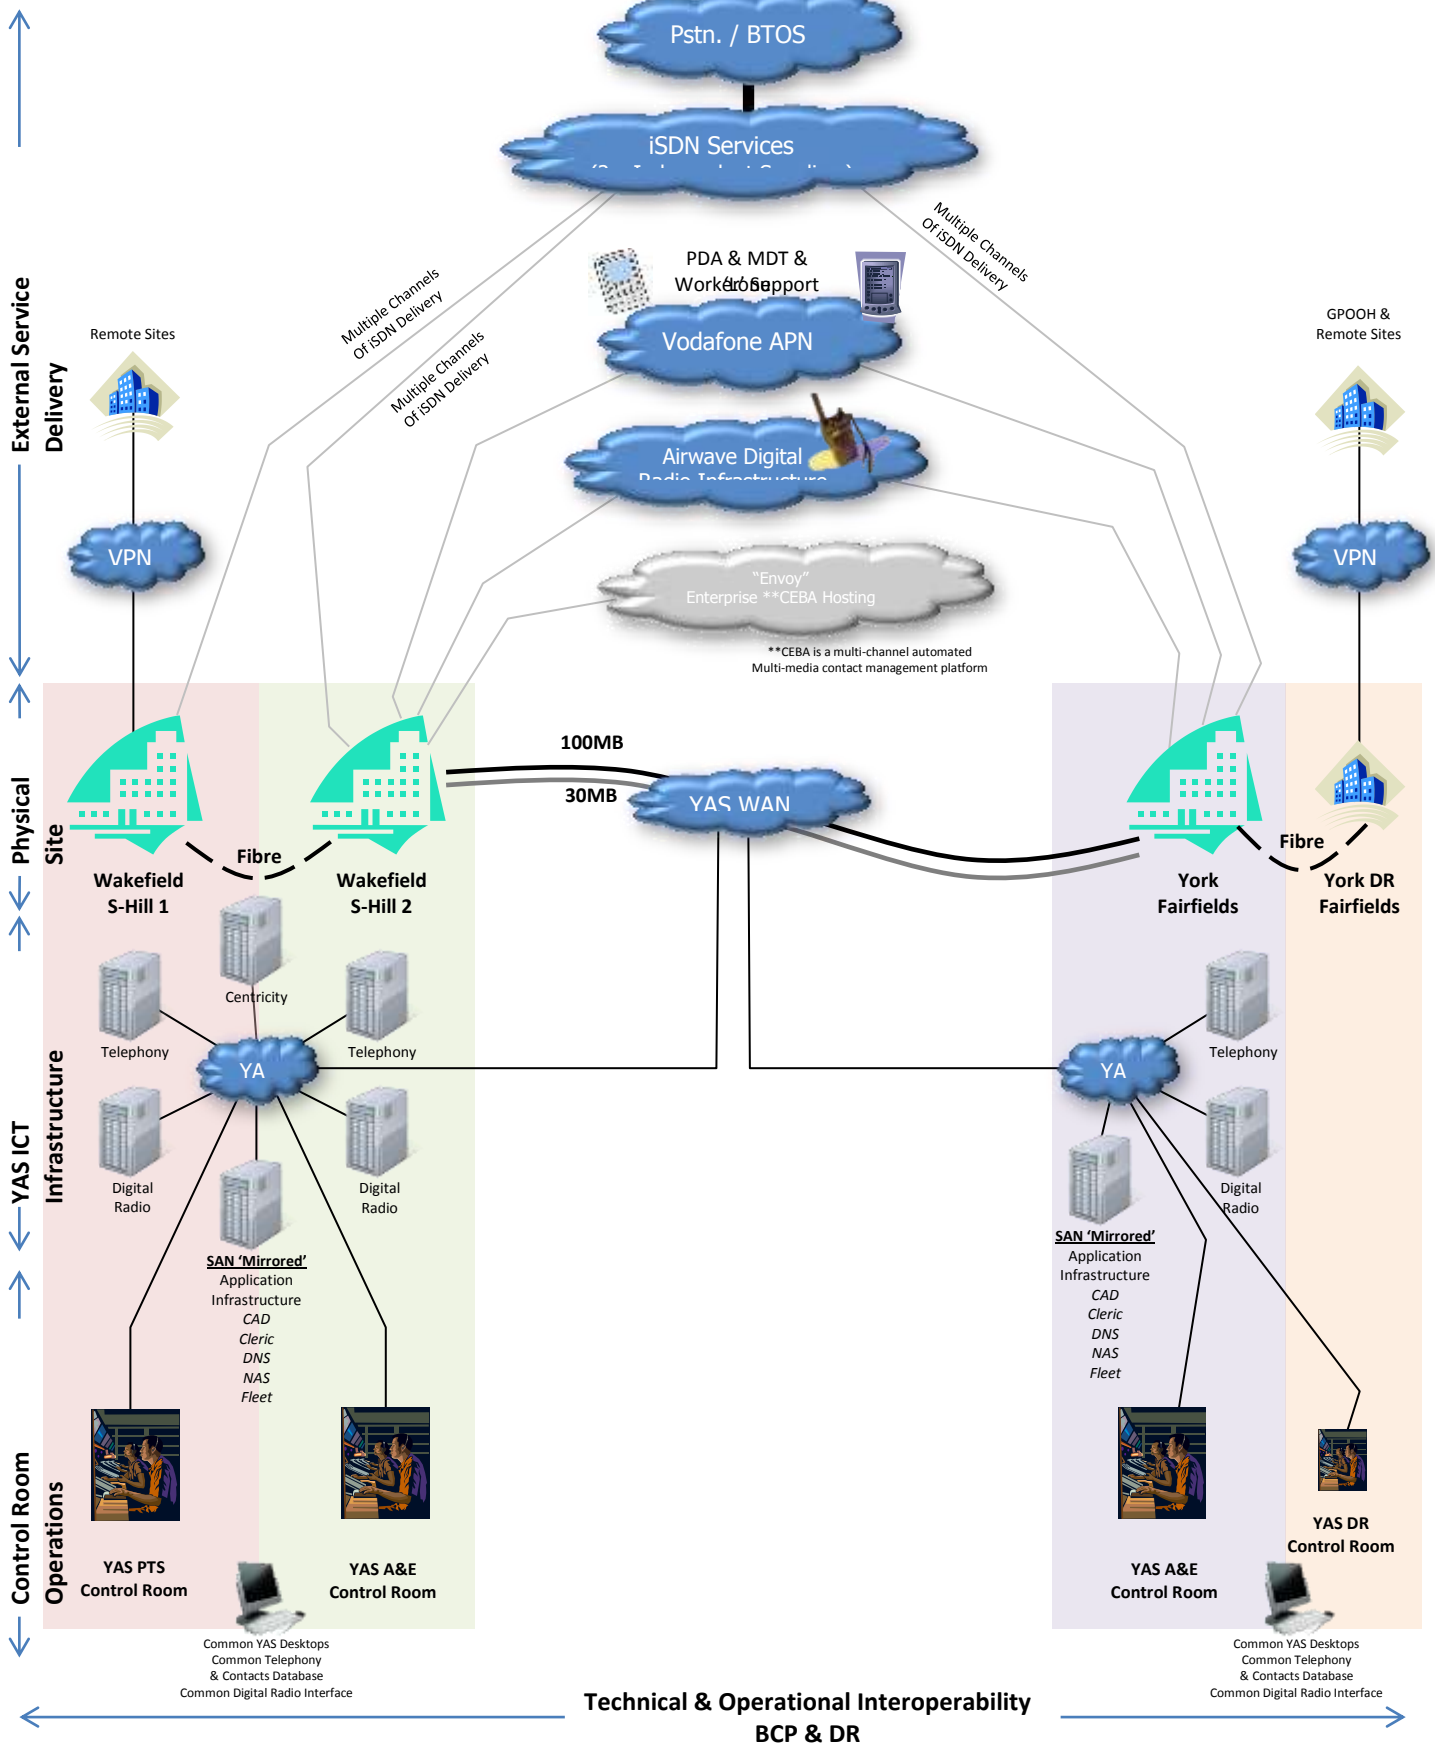 Pstn. / BTOS
iSDN Services
Multiple Channels
Of iSDN Delivery
Multiple Channels
Of iSDN Delivery
Multiple Channels
Of iSDN Delivery
PDA & MDT &
Support
Vodafone APN
Airwave Digital
Radio Infrastructure
"Envoy"
Enterprise **CEBA Hosting
**CEBA is a multi-channel automated
Multi-media contact management platform
External Service
Delivery
Remote Sites
VPN
GPOOH &
Remote Sites
VPN
Physical
Site
100MB
30MB
YAS WAN
Fibre
Fibre
Wakefield
S-Hill 1
Wakefield
S-Hill 2
York
Fairfields
York DR
Fairfields
YAS ICT
Infrastructure
Centricity
Telephony
Telephony
YA
Digital
Radio
Digital
Radio
SAN ‘Mirrored’
Application
Infrastructure
CAD
Cleric
DNS
NAS
Fleet
Telephony
YA
Digital
Radio
SAN ‘Mirrored’
Application
Infrastructure
CAD
Cleric
DNS
NAS
Fleet
Control Room
Operations
YAS PTS
Control Room
YAS A&E
Control Room
YAS A&E
Control Room
YAS DR
Control Room
Common YAS Desktops
Common Telephony
& Contacts Database
Common Digital Radio Interface
Common YAS Desktops
Common Telephony
& Contacts Database
Common Digital Radio Interface
Technical & Operational Interoperability
BCP & DR